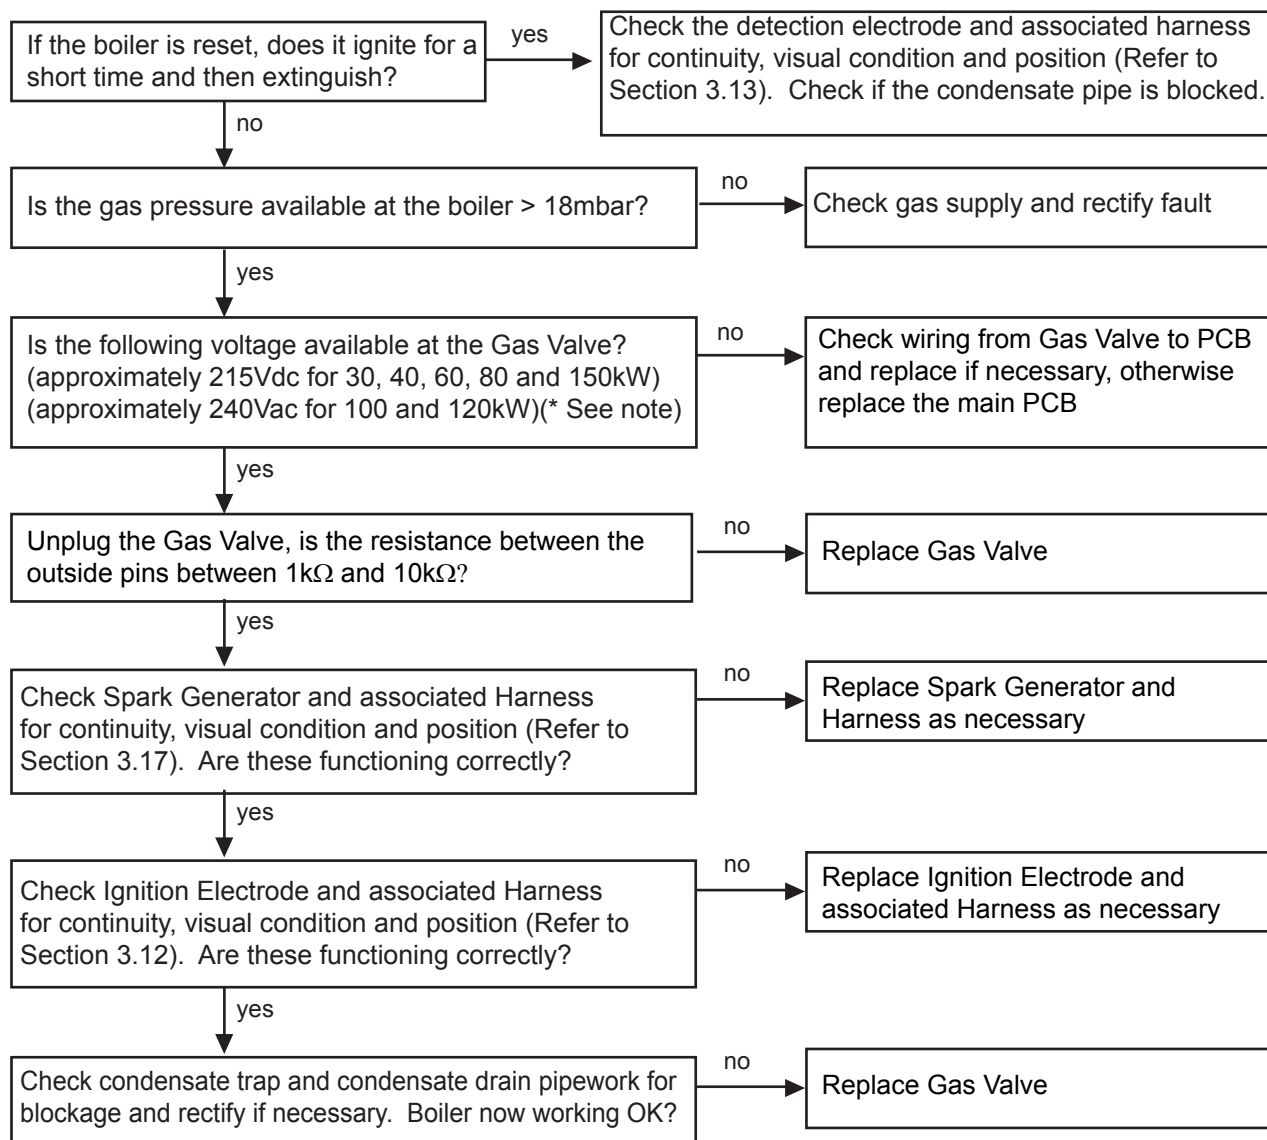 If the boiler is reset, does it ignite for a
short time and then extinguish?
yes
Check the detection electrode and associated harness
for continuity, visual condition and position (Refer to
Section 3.13).  Check if the condensate pipe is blocked.
no
Is the gas pressure available at the boiler > 18mbar?
no
Check gas supply and rectify fault
yes
Is the following voltage available at the Gas Valve?
(approximately 215Vdc for 30, 40, 60, 80 and 150kW)
(approximately 240Vac for 100 and 120kW)(* See note)
no
Check wiring from Gas Valve to PCB
and replace if necessary, otherwise
replace the main PCB
yes
Unplug the Gas Valve, is the resistance between the
outside pins between 1kΩ and 10kΩ?
no
Replace Gas Valve
yes
Check Spark Generator and associated Harness
for continuity, visual condition and position (Refer to
Section 3.17).  Are these functioning correctly?
no
Replace Spark Generator and
Harness as necessary
yes
Check Ignition Electrode and associated Harness
for continuity, visual condition and position (Refer to
Section 3.12).  Are these functioning correctly?
no
Replace Ignition Electrode and
associated Harness as necessary
yes
Check condensate trap and condensate drain pipework for
blockage and rectify if necessary.  Boiler now working OK?
no
Replace Gas Valve